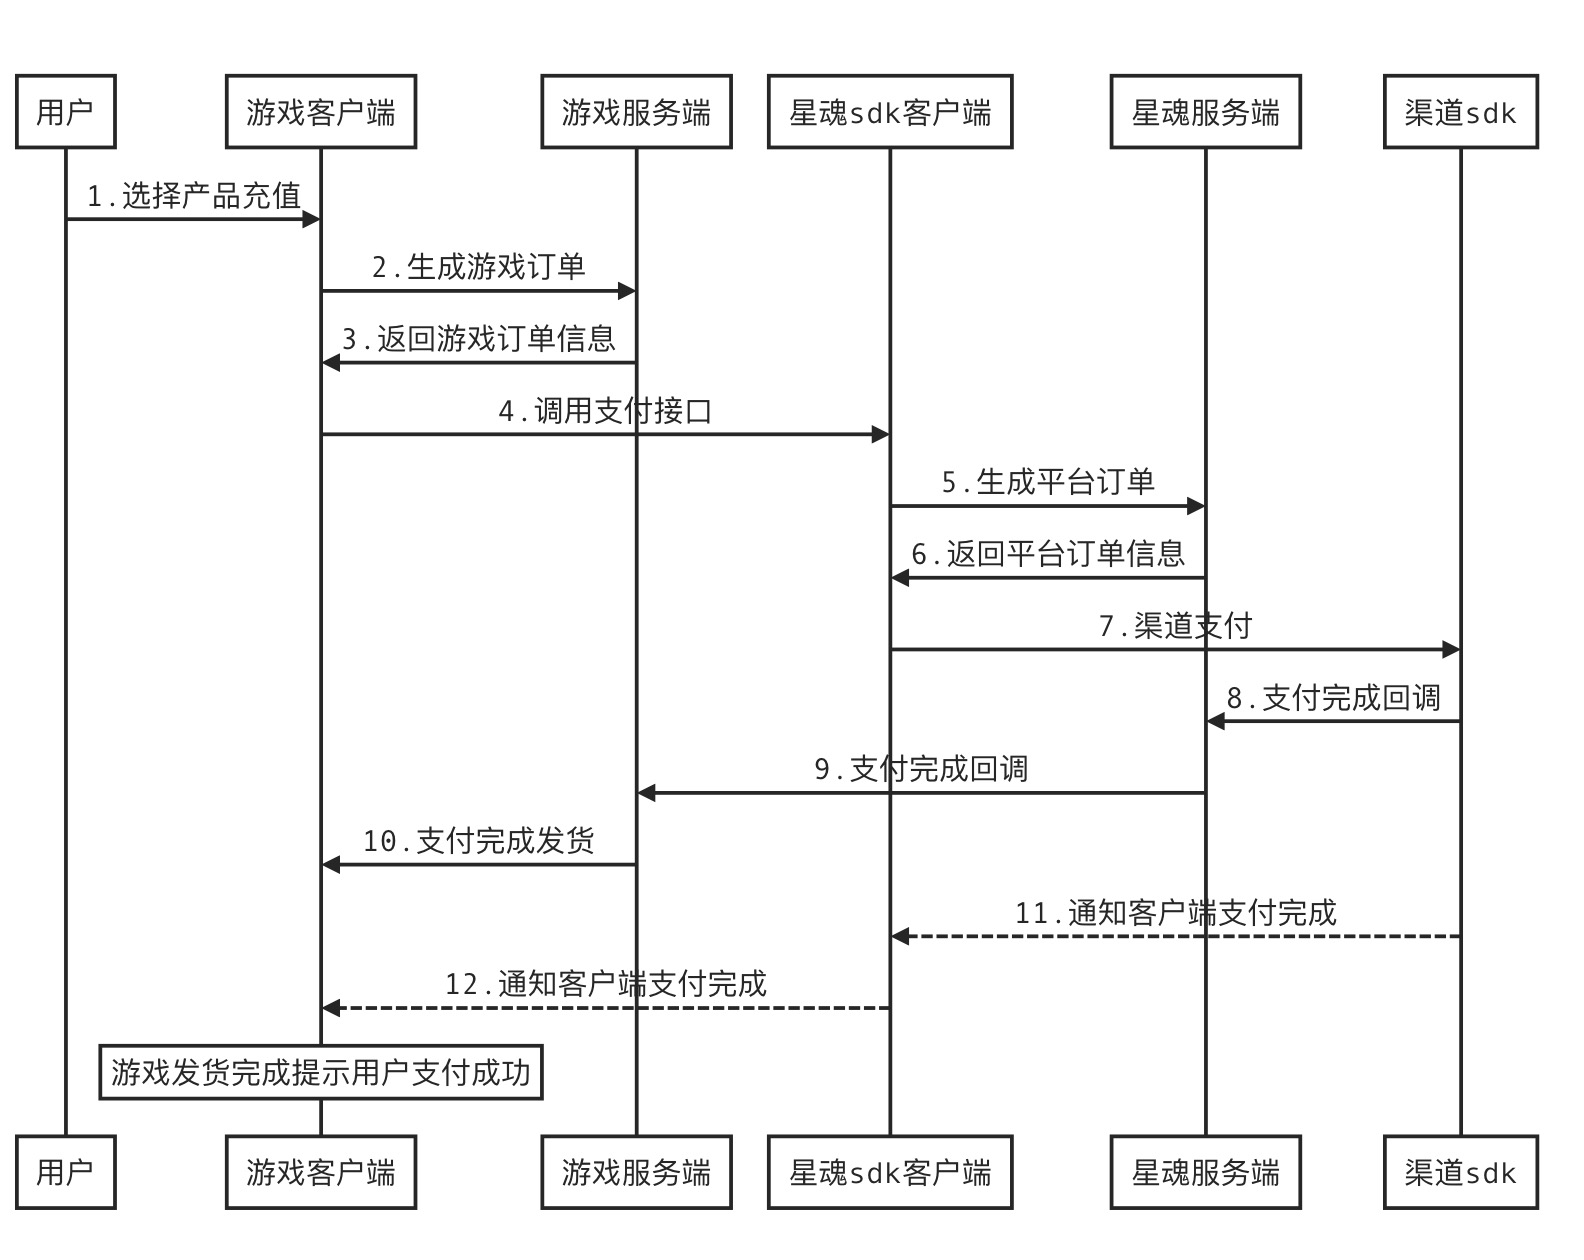 用户
游戏客户端
游戏服务端
星魂sdk客户端
星魂服务端
渠道sdk
1.选择产品充值
2.生成游戏订单
3.返回游戏订单信息
4.调用支付接口
5.生成平台订单
6.返回平台订单信息
7.渠道支付
8.支付完成回调
9.支付完成回调
10.支付完成发货
11.通知客户端支付完成
12.通知客户端支付完成
游戏发货完成提示用户支付成功
用户
游戏客户端
游戏服务端
星魂sdk客户端
星魂服务端
渠道sdk